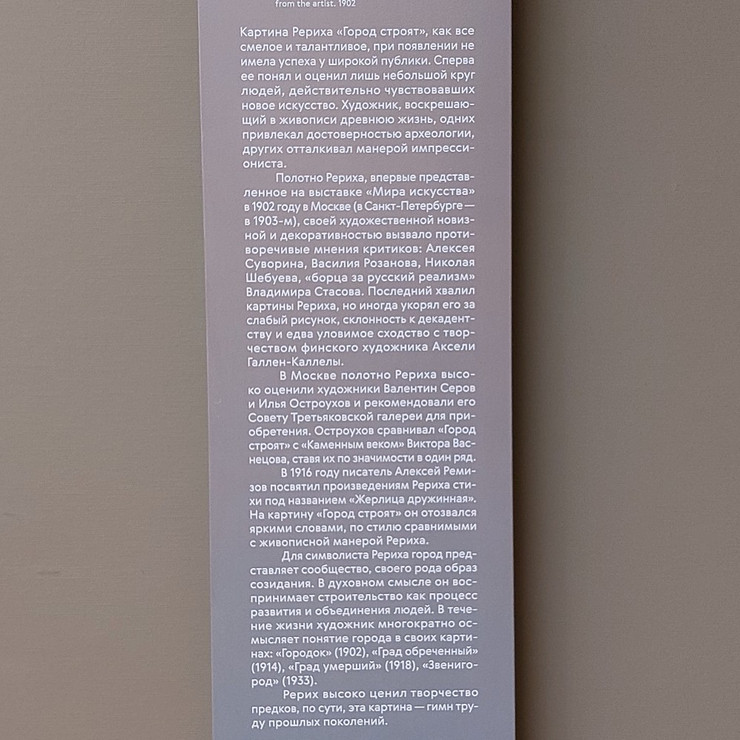 from the artist. 1902
Картина Рериха «Город строят», как все
смелое и талантливое, при появлении не
имела успеха у широкой публики. Сперва
ее понял и оценил лишь небольшой круг
людей, действительно чувствовавших
новое искусство. Художник, воскрешаю-
щий в живописи древнюю жизнь, одних
привлекал достоверностью археологии,
других отталкивал манерой импресси-
ониста.
Полотно Рериха, впервые представ-
ленное на выставке «Мира искусства»
в 1902 году в Москве (в Санкт-Петербурге —
в 1903-м), своей художественной новиз-
ной и декоративностью вызвало проти-
воречивые мнения критиков: Алексея
Суворина, Василия Розанова, Николая
Шебуева, «борца за русский реализм»
Владимира Стасова. Последний хвалил
картины Рериха, но иногда укорял его за
слабый рисунок, склонность к декадент-
ству и едва уловимое сходство с твор-
чеством финского художника Аксели
Галлен-Каллелы.
В Москве полотно Рериха высо-
ко оценили художники Валентин Серов
и Илья Остроухов и рекомендовали его
Совету Третьяковской галереи для при-
обретения. Остроухов сравнивал «Город
строят» с «Каменным веком» Виктора Вас-
нецова, ставя их по значимости в один ряд.
В 1916 году писатель Алексей Реми-
зов посвятил произведениям Рериха сти-
хи под названием «Жерлица дружинная».
На картину «Город строят» он отозвался
яркими словами, по стилю сравнимыми
с живописной манерой Рериха.
Для символиста Рериха город пред-
ставляет сообщество, своего рода образ
созидания. В духовном смысле он вос-
принимает строительство как процесс
развития и объединения людей. В тече-
ние жизни художник многократно ос-
мысляет понятие города в своих карти-
нах: «Городок» (1902), «Град обреченный»
(1914), «Град умерший» (1918), «Звениго-
род» (1933).
Рерих высоко ценил творчество
предков, по сути, эта картина — гимн тру-
ду прошлых поколений.